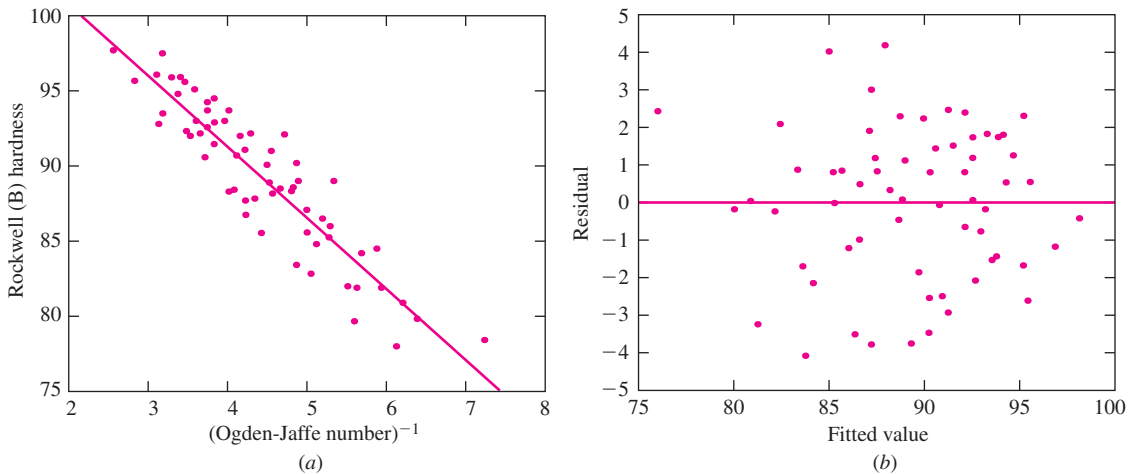 Rockwell (B) hardness
100
95
90
85
80
75
2 3 4 5 6 7 8
(Ogden-Jaffe number)⁻¹
(a)
Residual
5
4
3
2
1
0
−1
−2
−3
−4
−5
75 80 85 90 95 100
Fitted value
(b)